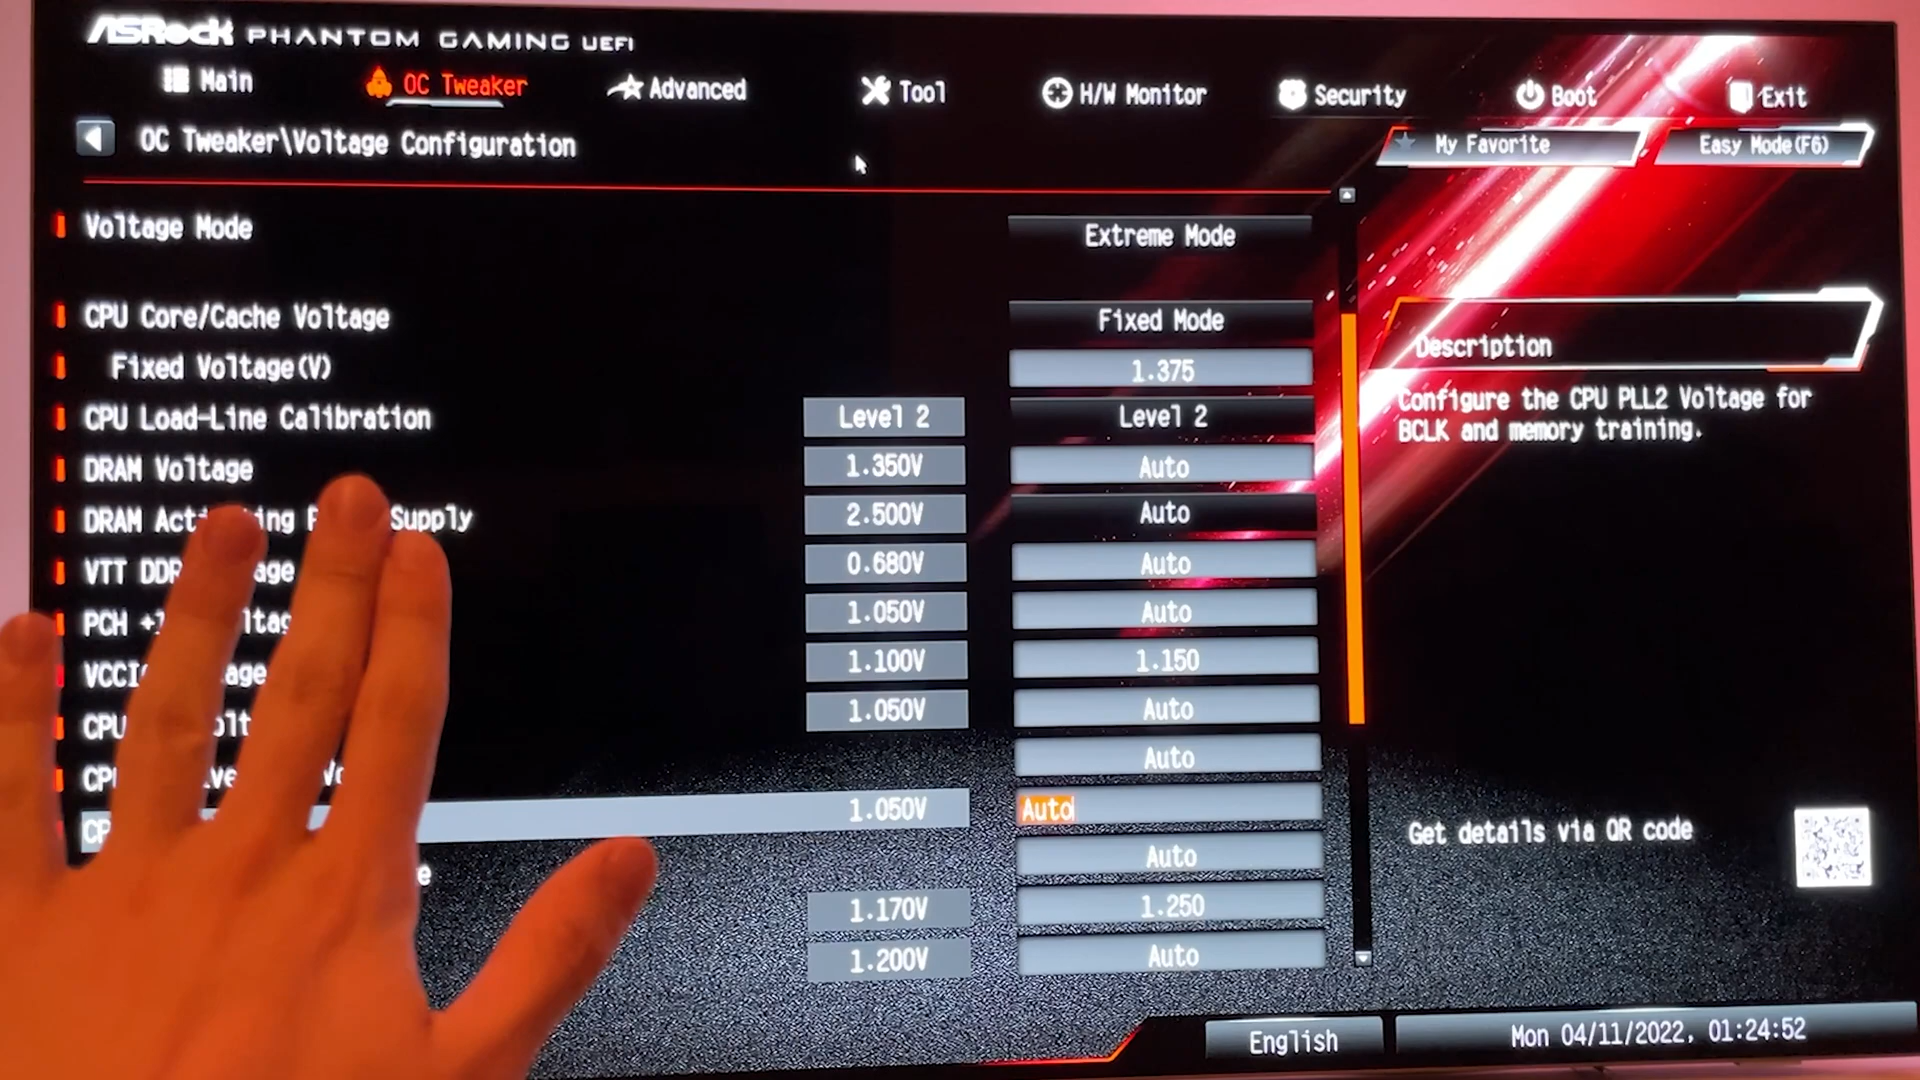 ASRock PHANTOM GAMING UEFI
Main OC Tweaker Advanced Tool H/W Monitor Security Boot Exit
OC Tweaker\Voltage Configuration My Favorite Easy Mode(F6)
Voltage Mode Extreme Mode
CPU Core/Cache Voltage Fixed Mode
Fixed Voltage(V) 1.375
CPU Load-Line Calibration Level 2 Level 2
DRAM Voltage 1.350V Auto
DRAM Supply 2.500V Auto
VTT 0.680V Auto
PCH 1.050V Auto
1.100V 1.150
CPU 1.050V Auto
Auto
1.050V Auto
Auto
1.170V 1.250
1.200V Auto
Description
Configure the CPU PLL2 Voltage for
BCLK and memory training.
Get details via QR code
English Mon 04/11/2022, 01:24:52